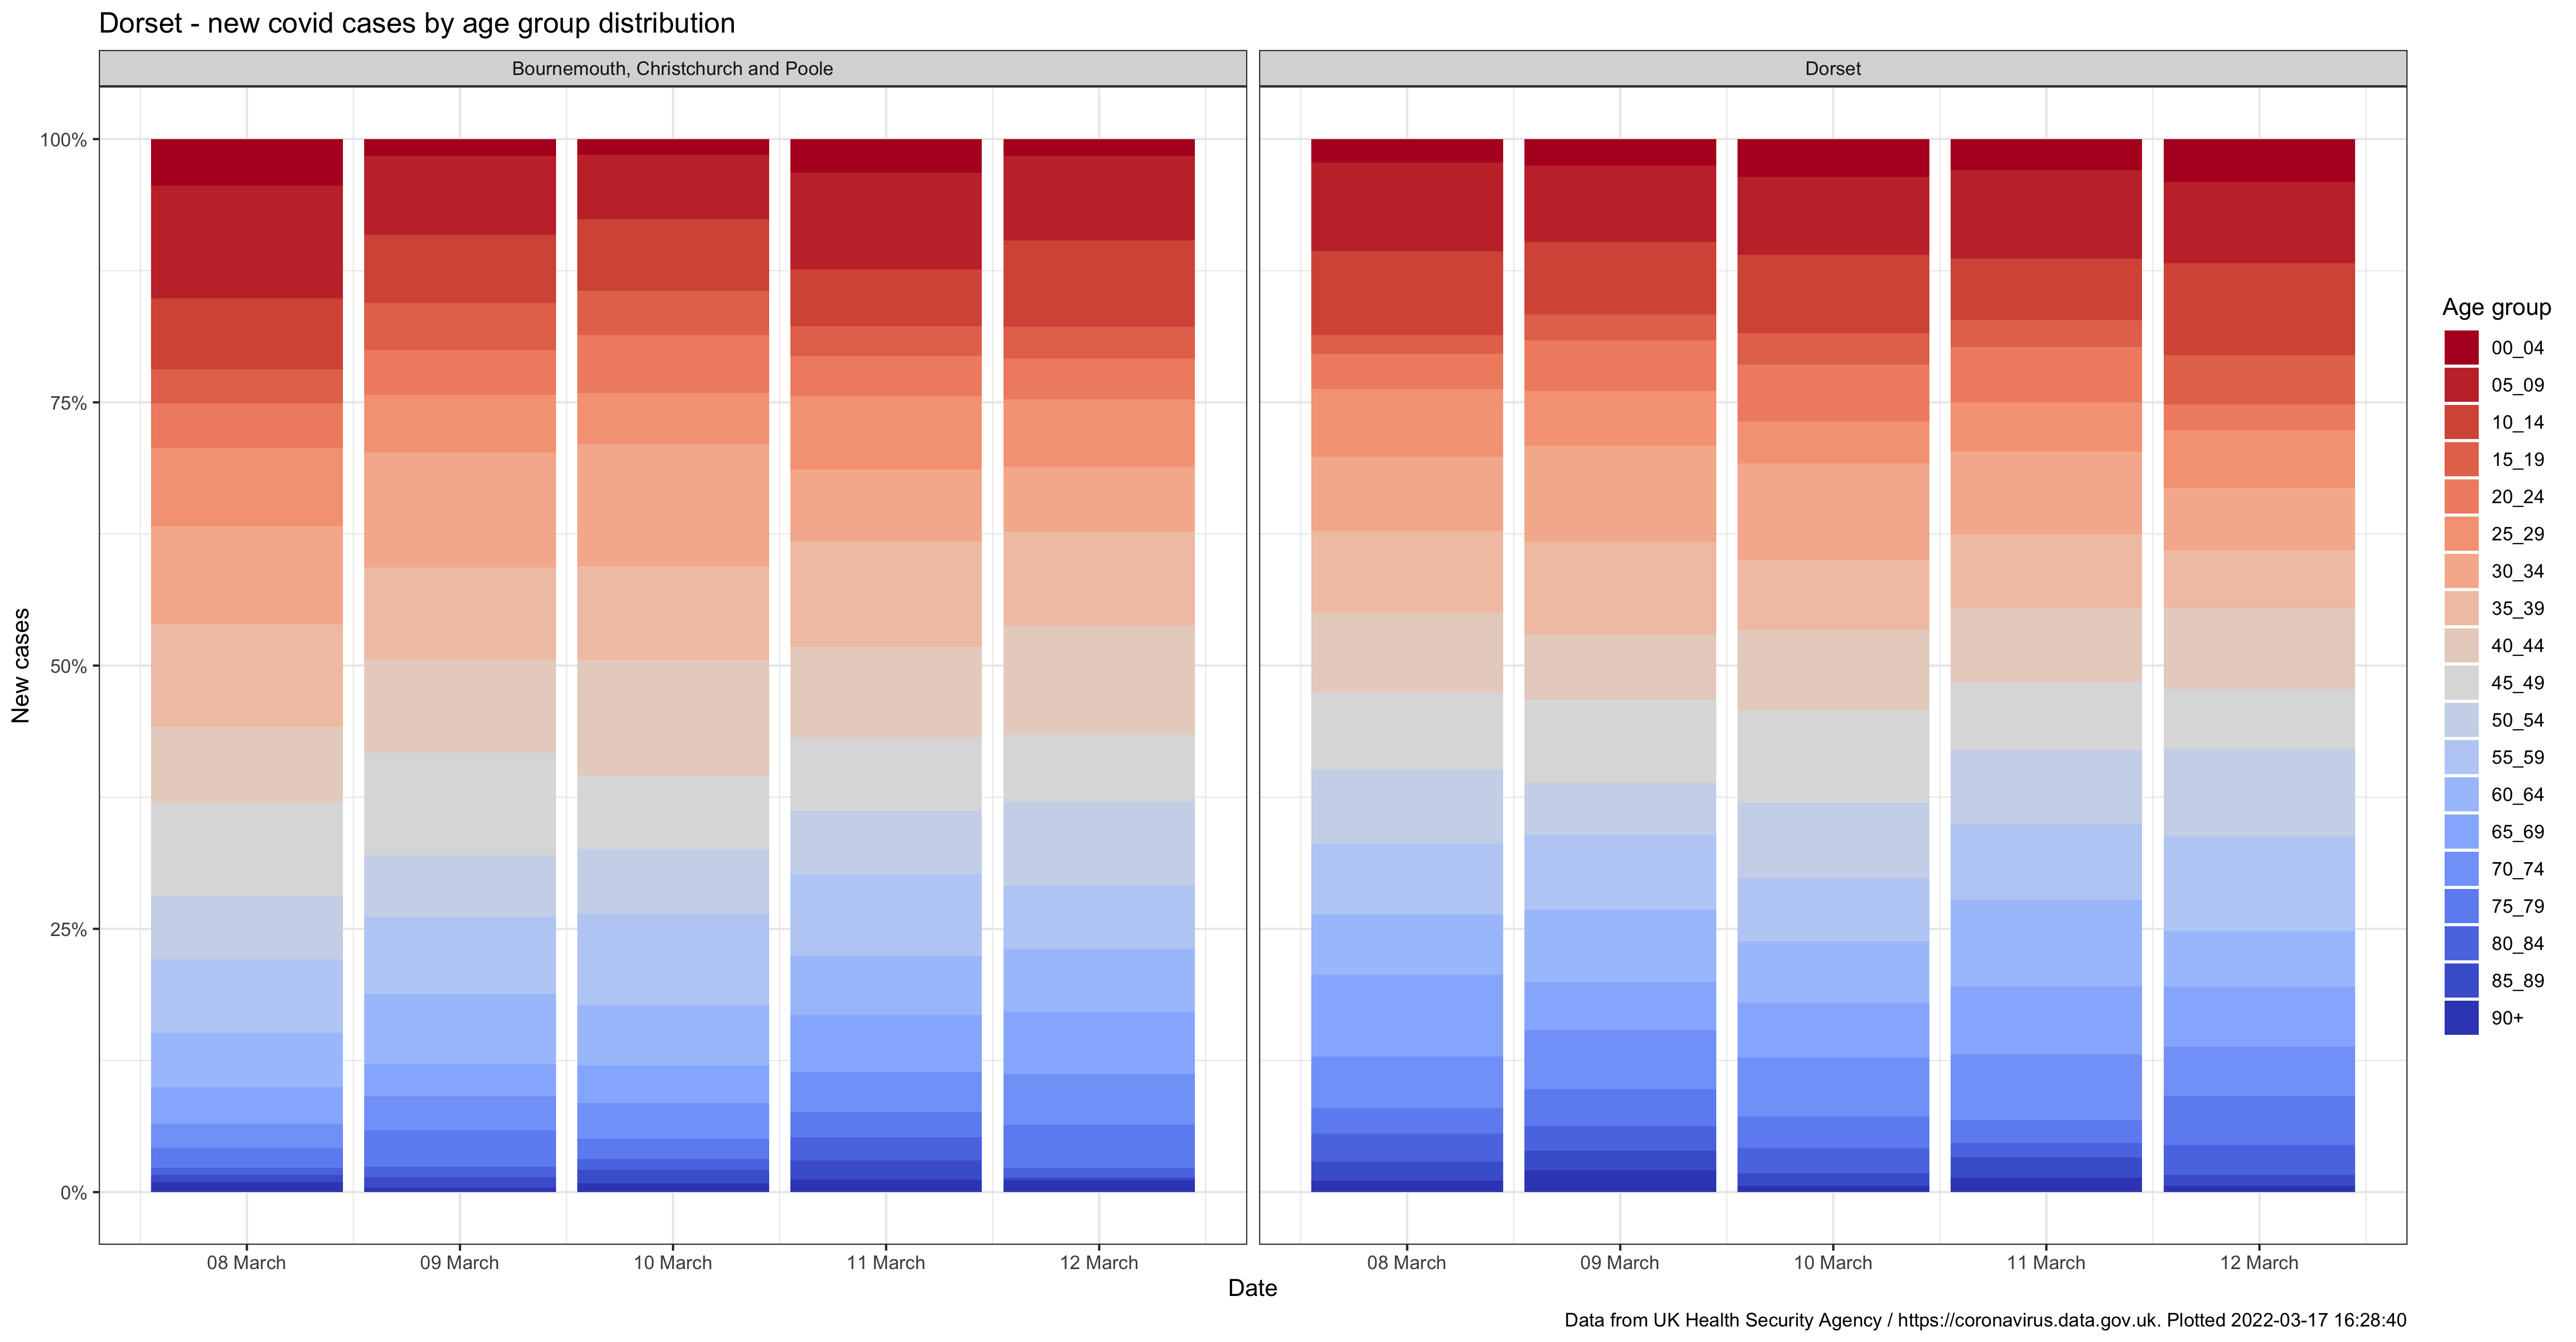 Dorset - new covid cases by age group distribution
Bournemouth, Christchurch and Poole
Dorset
100%
75%
50%
25%
0%
New cases
08 March
09 March
10 March
11 March
12 March
08 March
09 March
10 March
11 March
12 March
Date
Age group
00_04
05_09
10_14
15_19
20_24
25_29
30_34
35_39
40_44
45_49
50_54
55_59
60_64
65_69
70_74
75_79
80_84
85_89
90+
Data from UK Health Security Agency / https://coronavirus.data.gov.uk. Plotted 2022-03-17 16:28:40